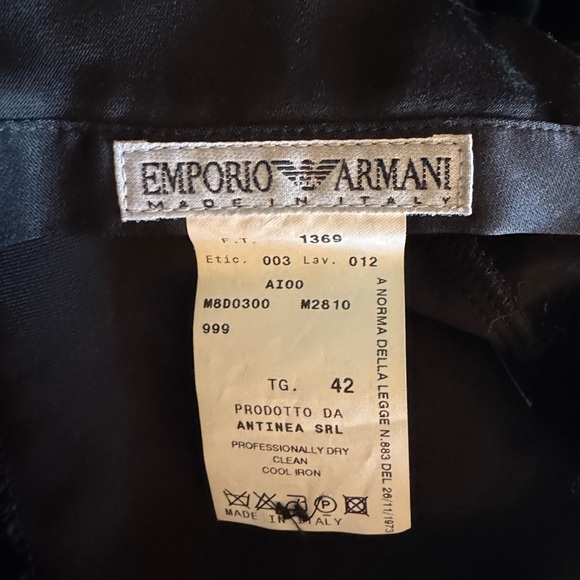 EMPORIO ARMANI
MADE IN ITALY
F.T. 1369
Etic. 003 Lav. 012
AI00
M8D0300 M2810
999
TG. 42
PRODOTTO DA
ANTINEA SRL
PROFESSIONALLY DRY
CLEAN
COOL IRON
P
MADE IN ITALY
A NORMA DELLA LEGGE N.883 DEL 26/11/1973